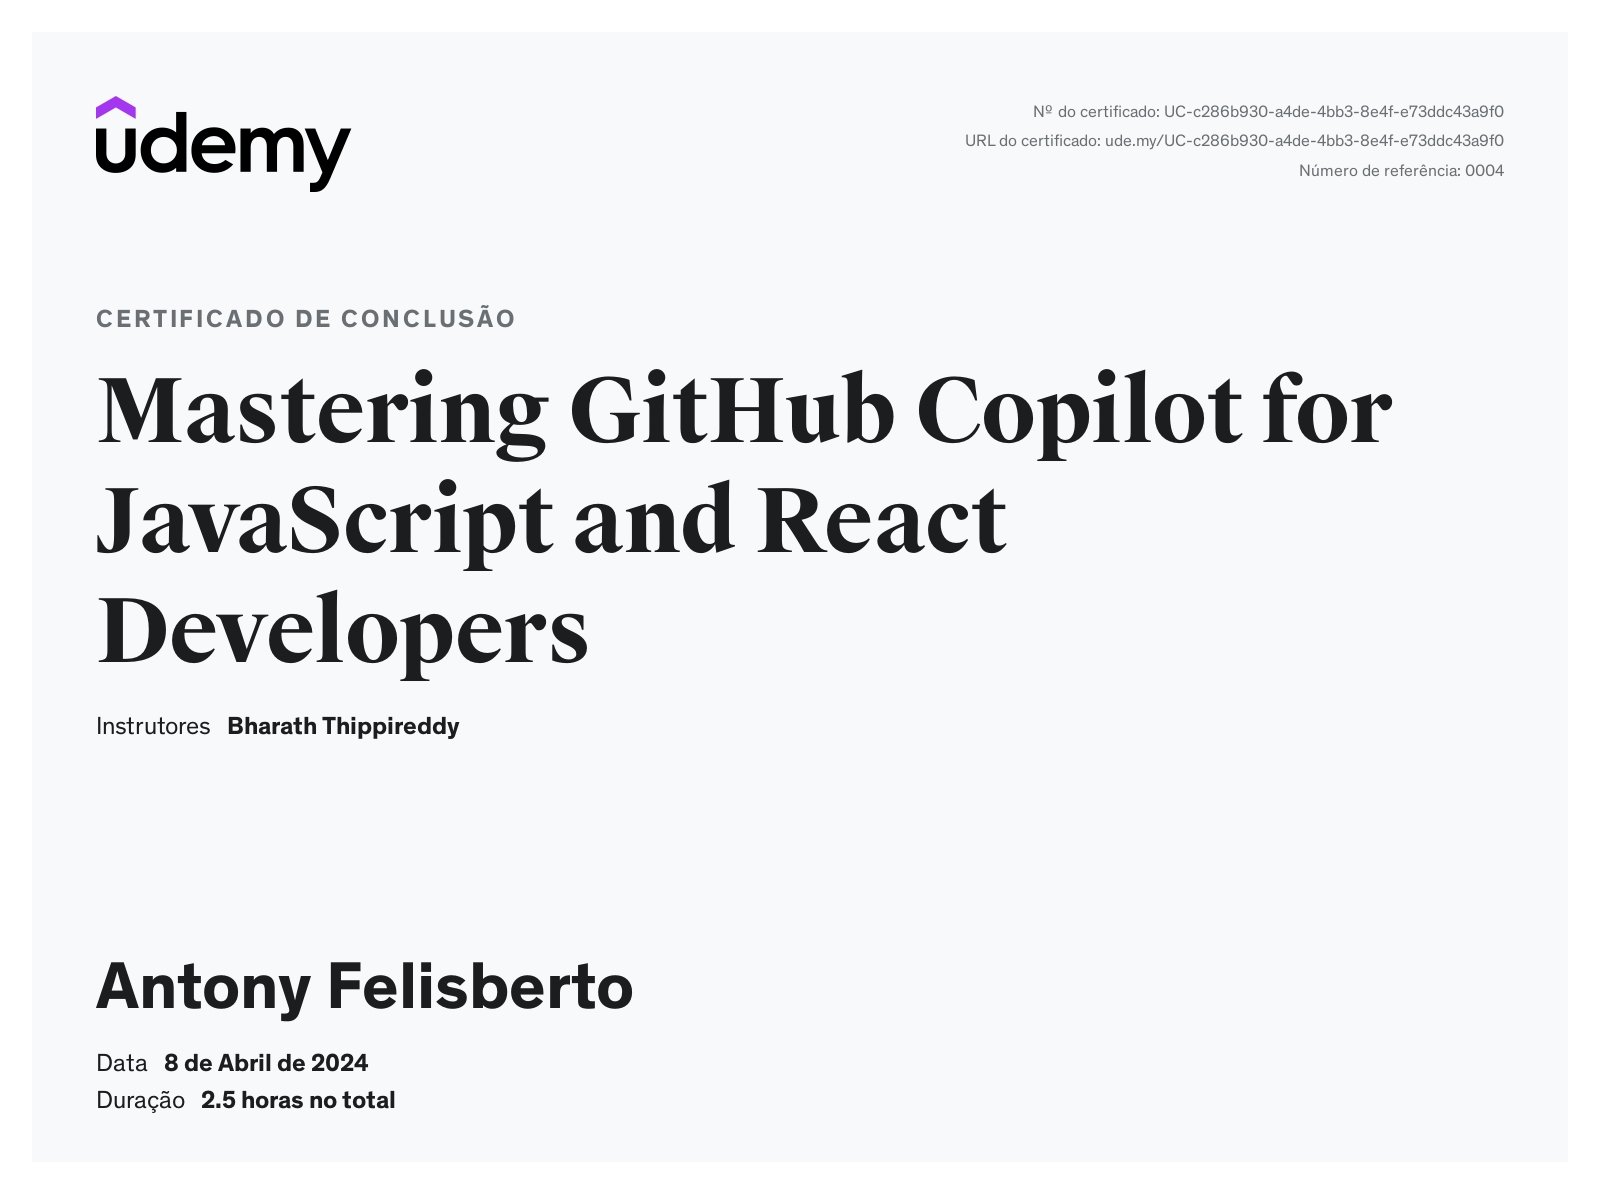 udemy
Nº do certificado: UC-c286b930-a4de-4bb3-8e4f-e73ddc43a9f0
URL do certificado: ude.my/UC-c286b930-a4de-4bb3-8e4f-e73ddc43a9f0
Número de referência: 0004
CERTIFICADO DE CONCLUSÃO
Mastering GitHub Copilot for
JavaScript and React
Developers
Instrutores Bharath Thippireddy
Antony Felisberto
Data 8 de Abril de 2024
Duração 2.5 horas no total